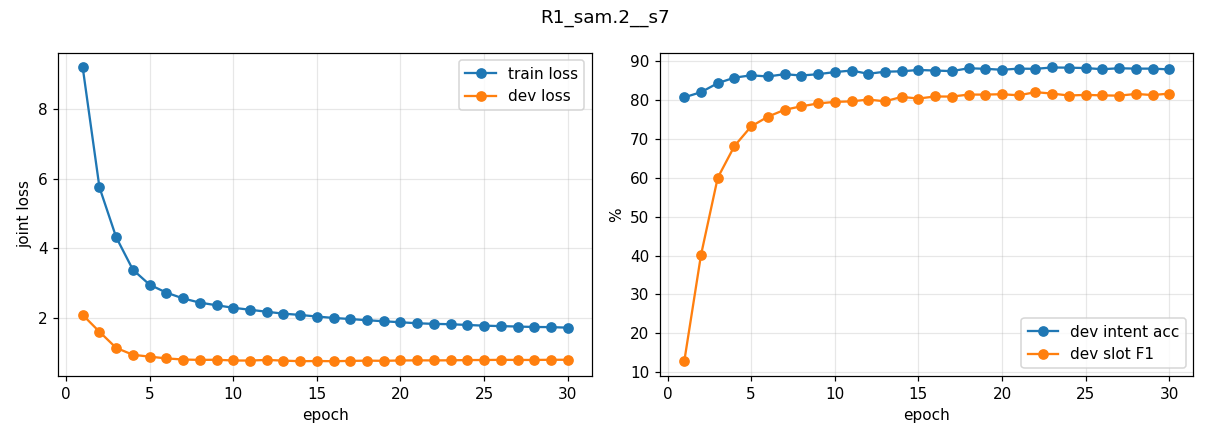 R1_sam.2__s7
joint loss
8
6
4
2
0 5 10 15 20 25 30
epoch
train loss
dev loss
%
90
80
70
60
50
40
30
20
10
0 5 10 15 20 25 30
epoch
dev intent acc
dev slot F1